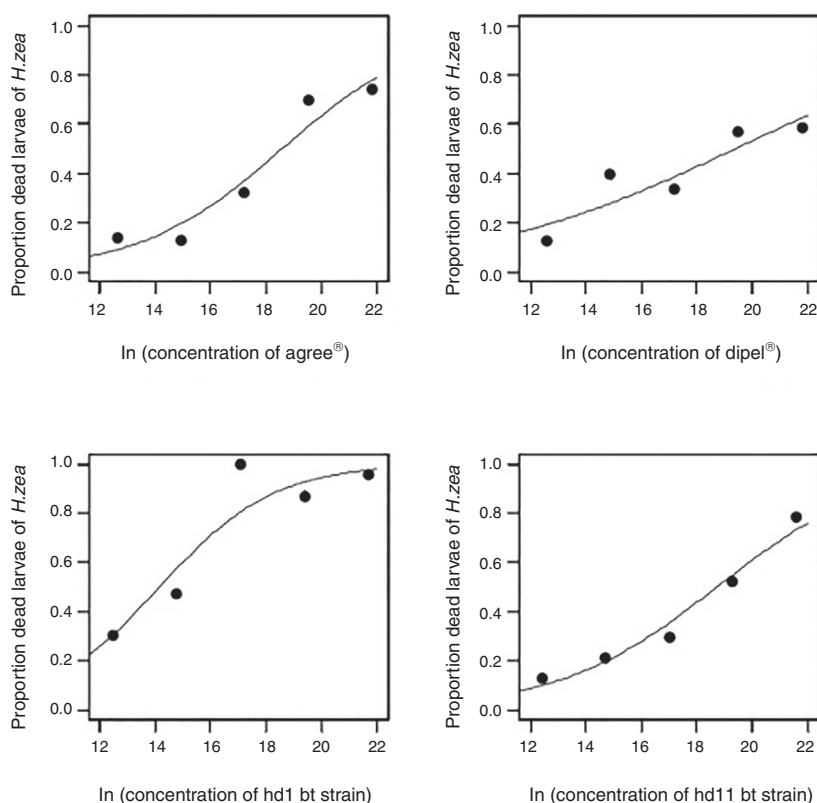 Proportion dead larvae of H.zea
1.0
0.8
0.6
0.4
0.2
0.0
12 14 16 18 20 22
In (concentration of agree®)
Proportion dead larvae of H.zea
1.0
0.8
0.6
0.4
0.2
0.0
12 14 16 18 20 22
In (concentration of dipel®)
Proportion dead larvae of H.zea
1.0
0.8
0.6
0.4
0.2
0.0
12 14 16 18 20 22
In (concentration of hd1 bt strain)
Proportion dead larvae of H.zea
1.0
0.8
0.6
0.4
0.2
0.0
12 14 16 18 20 22
In (concentration of hd11 bt strain)